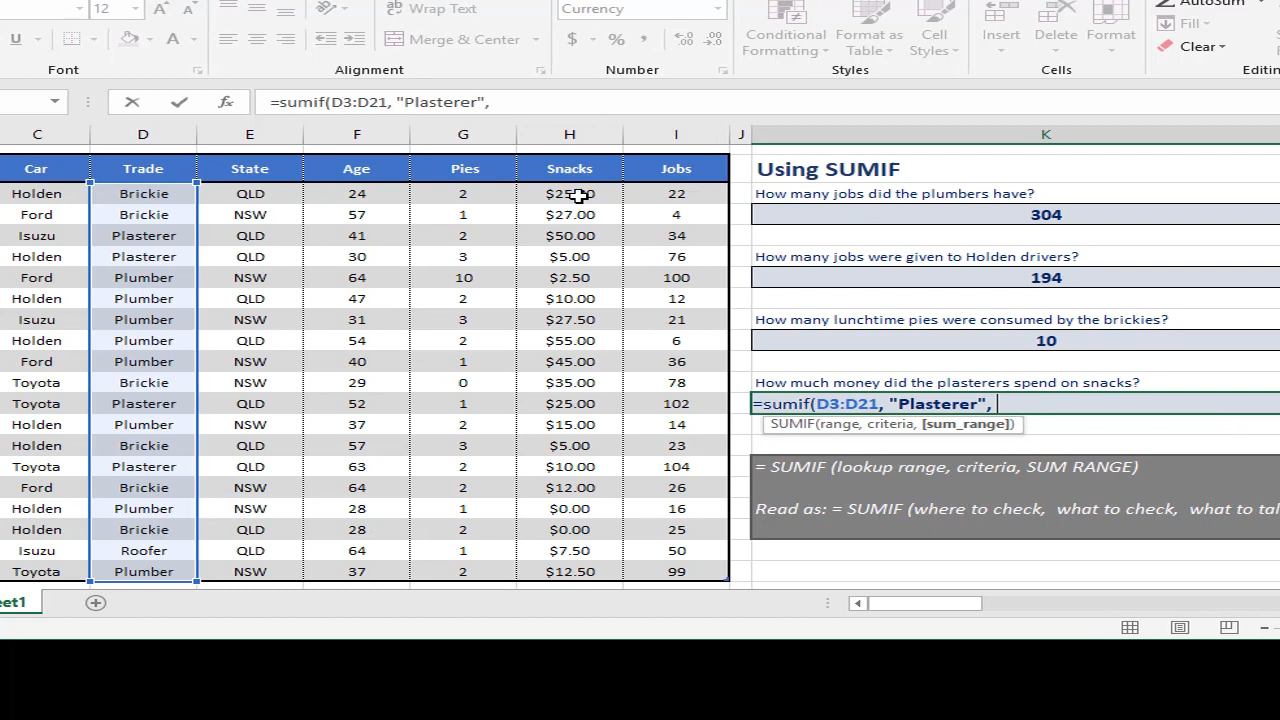 12 A A Wrap Text Currency Conditional Format as Cell Insert Delete Format AutoSum
U A Merge & Center $ % , Formatting Table Styles Fill
Clear
Font Alignment Number Styles Cells Editin
fx =sumif(D3:D21, "Plasterer",
C D E F G H I J K
Car Trade State Age Pies Snacks Jobs Using SUMIF
Holden Brickie QLD 24 2 22 How many jobs did the plumbers have?
Ford Brickie NSW 57 1 $27.00 4 304
Isuzu Plasterer QLD 41 2 $50.00 34
Holden Plasterer QLD 30 3 $5.00 76 How many jobs were given to Holden drivers?
Ford Plumber NSW 64 10 $2.50 100 194
Holden Plumber QLD 47 2 $10.00 12
Isuzu Plumber NSW 31 3 $27.50 21 How many lunchtime pies were consumed by the brickies?
Holden Plumber QLD 54 2 $55.00 6 10
Ford Plumber NSW 40 1 $45.00 36
Toyota Brickie NSW 29 0 $35.00 78 How much money did the plasterers spend on snacks?
Toyota Plasterer QLD 52 1 $25.00 102 =sumif(D3:D21, "Plasterer",
Holden Plumber QLD 37 2 $15.00 14 SUMIF(range, criteria, [sum_range])
Holden Brickie QLD 57 3 $5.00 23
Toyota Plasterer QLD 63 2 $10.00 104 = SUMIF (lookup range, criteria, SUM RANGE)
Ford Brickie NSW 64 2 $12.00 26
Holden Plumber NSW 28 1 $0.00 16 Read as: = SUMIF (where to check, what to check, what to tal
Holden Brickie QLD 28 2 $0.00 25
Isuzu Roofer QLD 64 1 $7.50 50
Toyota Plumber NSW 37 2 $12.50 99
eet1